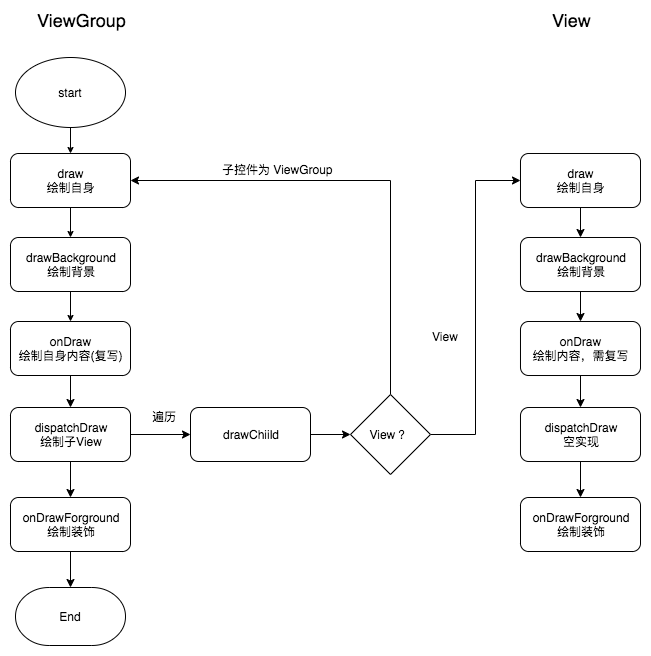 ViewGroup
View
start
draw
绘制自身
子控件为 ViewGroup
draw
绘制自身
drawBackground
绘制背景
drawBackground
绘制背景
onDraw
绘制自身内容(复写)
View
onDraw
绘制内容，需复写
dispatchDraw
绘制子View
遍历
drawChiild
View ?
dispatchDraw
空实现
onDrawForground
绘制装饰
onDrawForground
绘制装饰
End